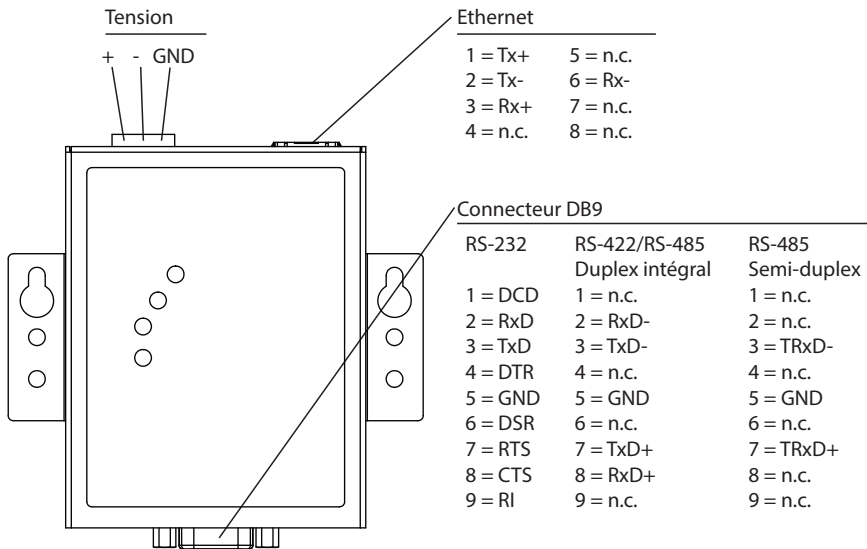 Tension
+ - GND
Ethernet
1 = Tx+ 5 = n.c.
2 = Tx- 6 = Rx-
3 = Rx+ 7 = n.c.
4 = n.c. 8 = n.c.
Connecteur DB9
RS-232 RS-422/RS-485 RS-485
Duplex intégral Semi-duplex
1 = DCD 1 = n.c. 1 = n.c.
2 = RxD 2 = RxD- 2 = n.c.
3 = TxD 3 = TxD- 3 = TRxD-
4 = DTR 4 = n.c. 4 = n.c.
5 = GND 5 = GND 5 = GND
6 = DSR 6 = n.c. 6 = n.c.
7 = RTS 7 = TxD+ 7 = TRxD+
8 = CTS 8 = RxD+ 8 = n.c.
9 = RI 9 = n.c. 9 = n.c.